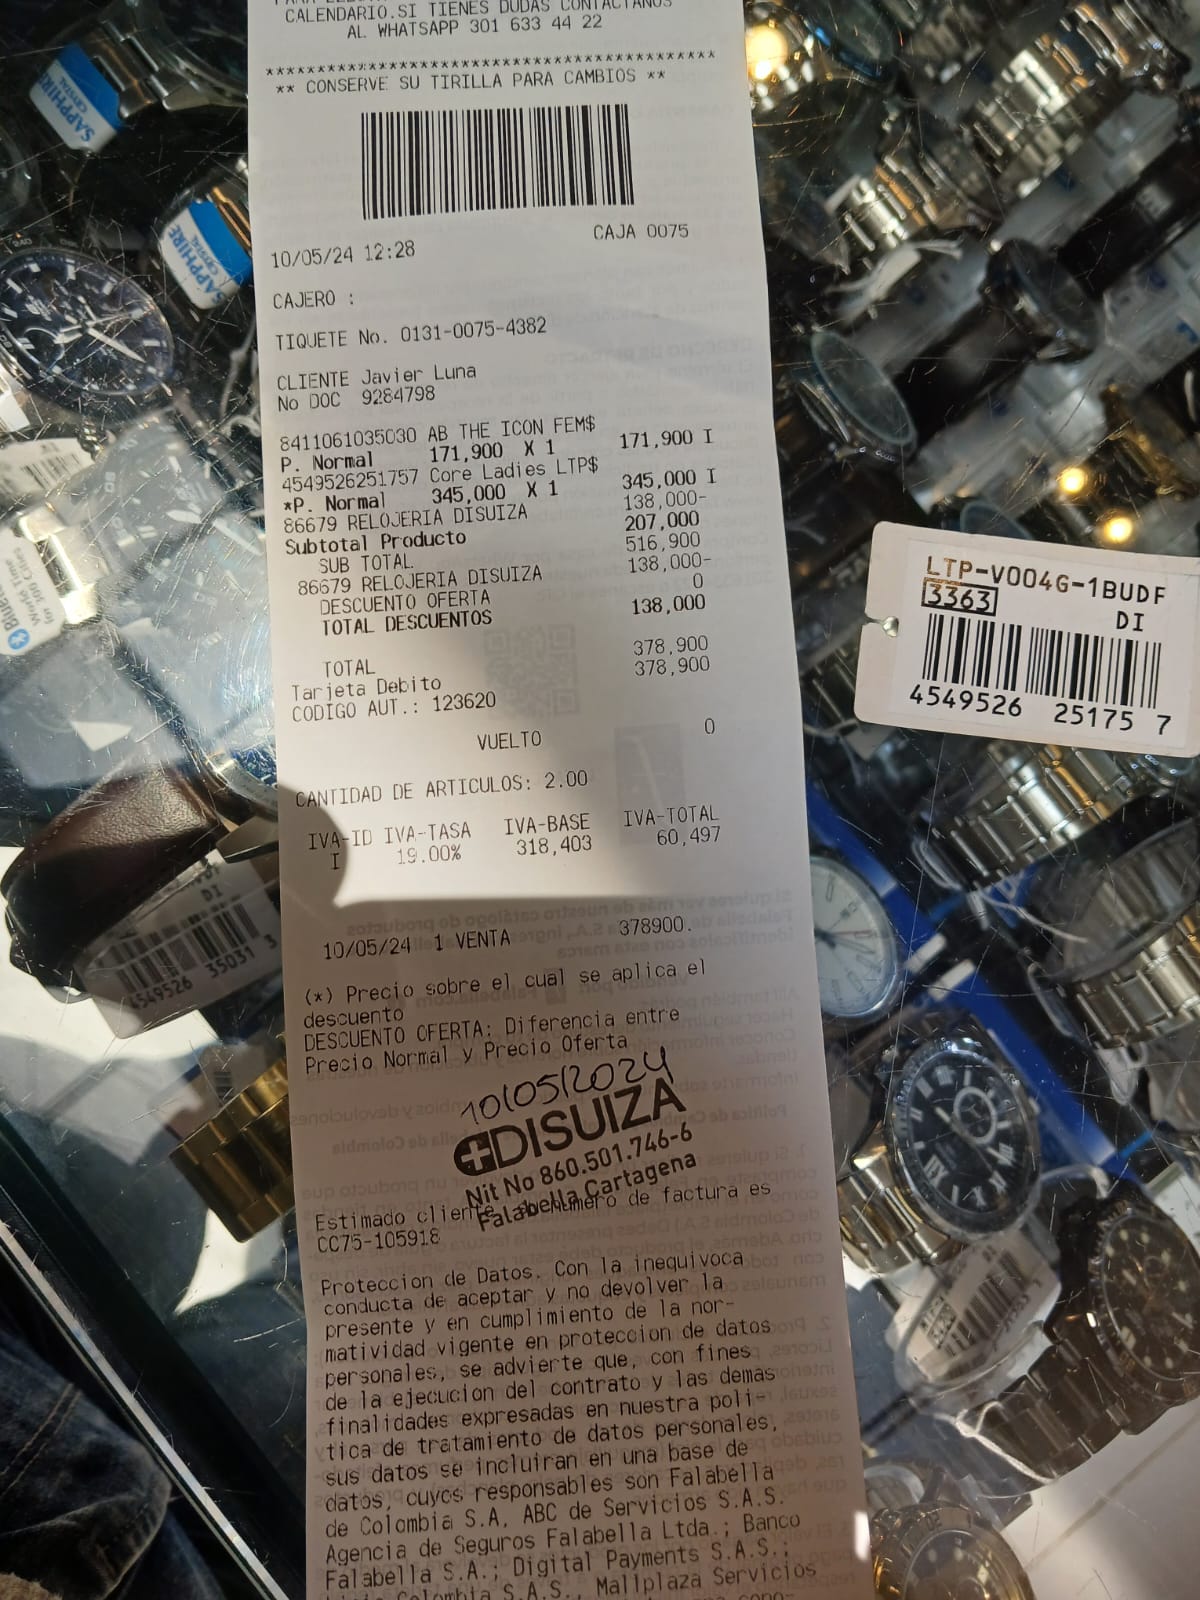 CALENDARIO.SI TIENES DUDAS CONTACTANOS
AL WHATSAPP 301 633 44 22
** CONSERVE SU TIRILLA PARA CAMBIOS **
10/05/24 12:28 CAJA 0075
CAJERO :
TIQUETE No. 0131-0075-4382
CLIENTE Javier Luna
No DOC 9284798
8411061035030 AB THE ICON FEM$
P. Normal 171,900 X 1 171,900 I
4549526251757 Core Ladies LTP$
*P. Normal 345,000 X 1 345,000 I
86679 RELOJERIA DISUIZA 138,000-
Subtotal Producto 207,000
SUB TOTAL 516,900
86679 RELOJERIA DISUIZA 138,000-
DESCUENTO OFERTA 0
TOTAL DESCUENTOS 138,000
TOTAL 378,900
Tarjeta Debito 378,900
CODIGO AUT.: 123620
VUELTO 0
CANTIDAD DE ARTICULOS: 2.00
IVA-ID IVA-TASA IVA-BASE IVA-TOTAL
I 19.00% 318,403 60,497
10/05/24 1 VENTA 378900.
(*) Precio sobre el cual se aplica el
descuento
DESCUENTO OFERTA: Diferencia entre
Precio Normal y Precio Oferta
10/05/2024
DISUIZA
Nit No 860.501.746-6
Falabella Cartagena
Estimado cliente, número de factura es
CC75-105918
Proteccion de Datos. Con la inequivoca
conducta de aceptar y no devolver la
presente y en cumplimiento de la nor-
matividad vigente en proteccion de datos
personales, se advierte que, con fines
de la ejecucion del contrato y las demas
finalidades expresadas en nuestra poli-
tica de tratamiento de datos personales,
sus datos se incluiran en una base de
datos, cuyos responsables son Falabella
de Colombia S.A, ABC de Servicios S.A.S.
Agencia de Seguros Falabella Ltda.; Banco
Falabella S.A.; Digital Payments S.A.S.;
Colombia S.A.S., Mallplaza Servicios
LTP-V004G-1BUDF
3363
DI
4549526 25175 7
SAPPHIRE
CRYSTAL
SAPPHIRE
CRYSTAL
DI
4549526 35031 3